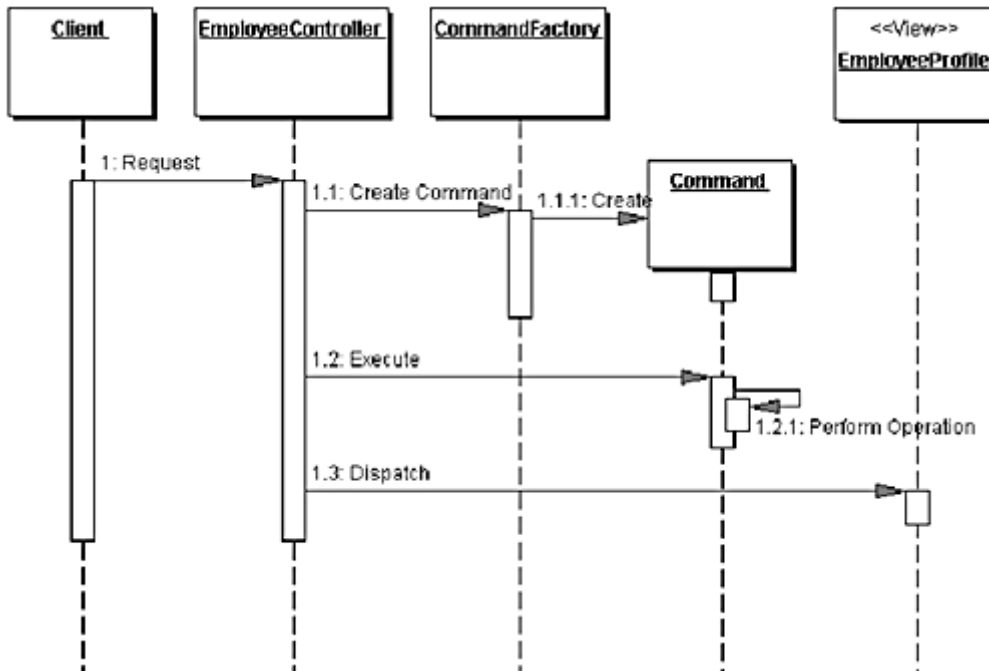 Client
EmployeeController
CommandFactory
<<View>>
EmployeeProfile
1: Request
1.1: Create Command
1.1.1: Create
Command
1.2: Execute
1.2.1: Perform Operation
1.3: Dispatch